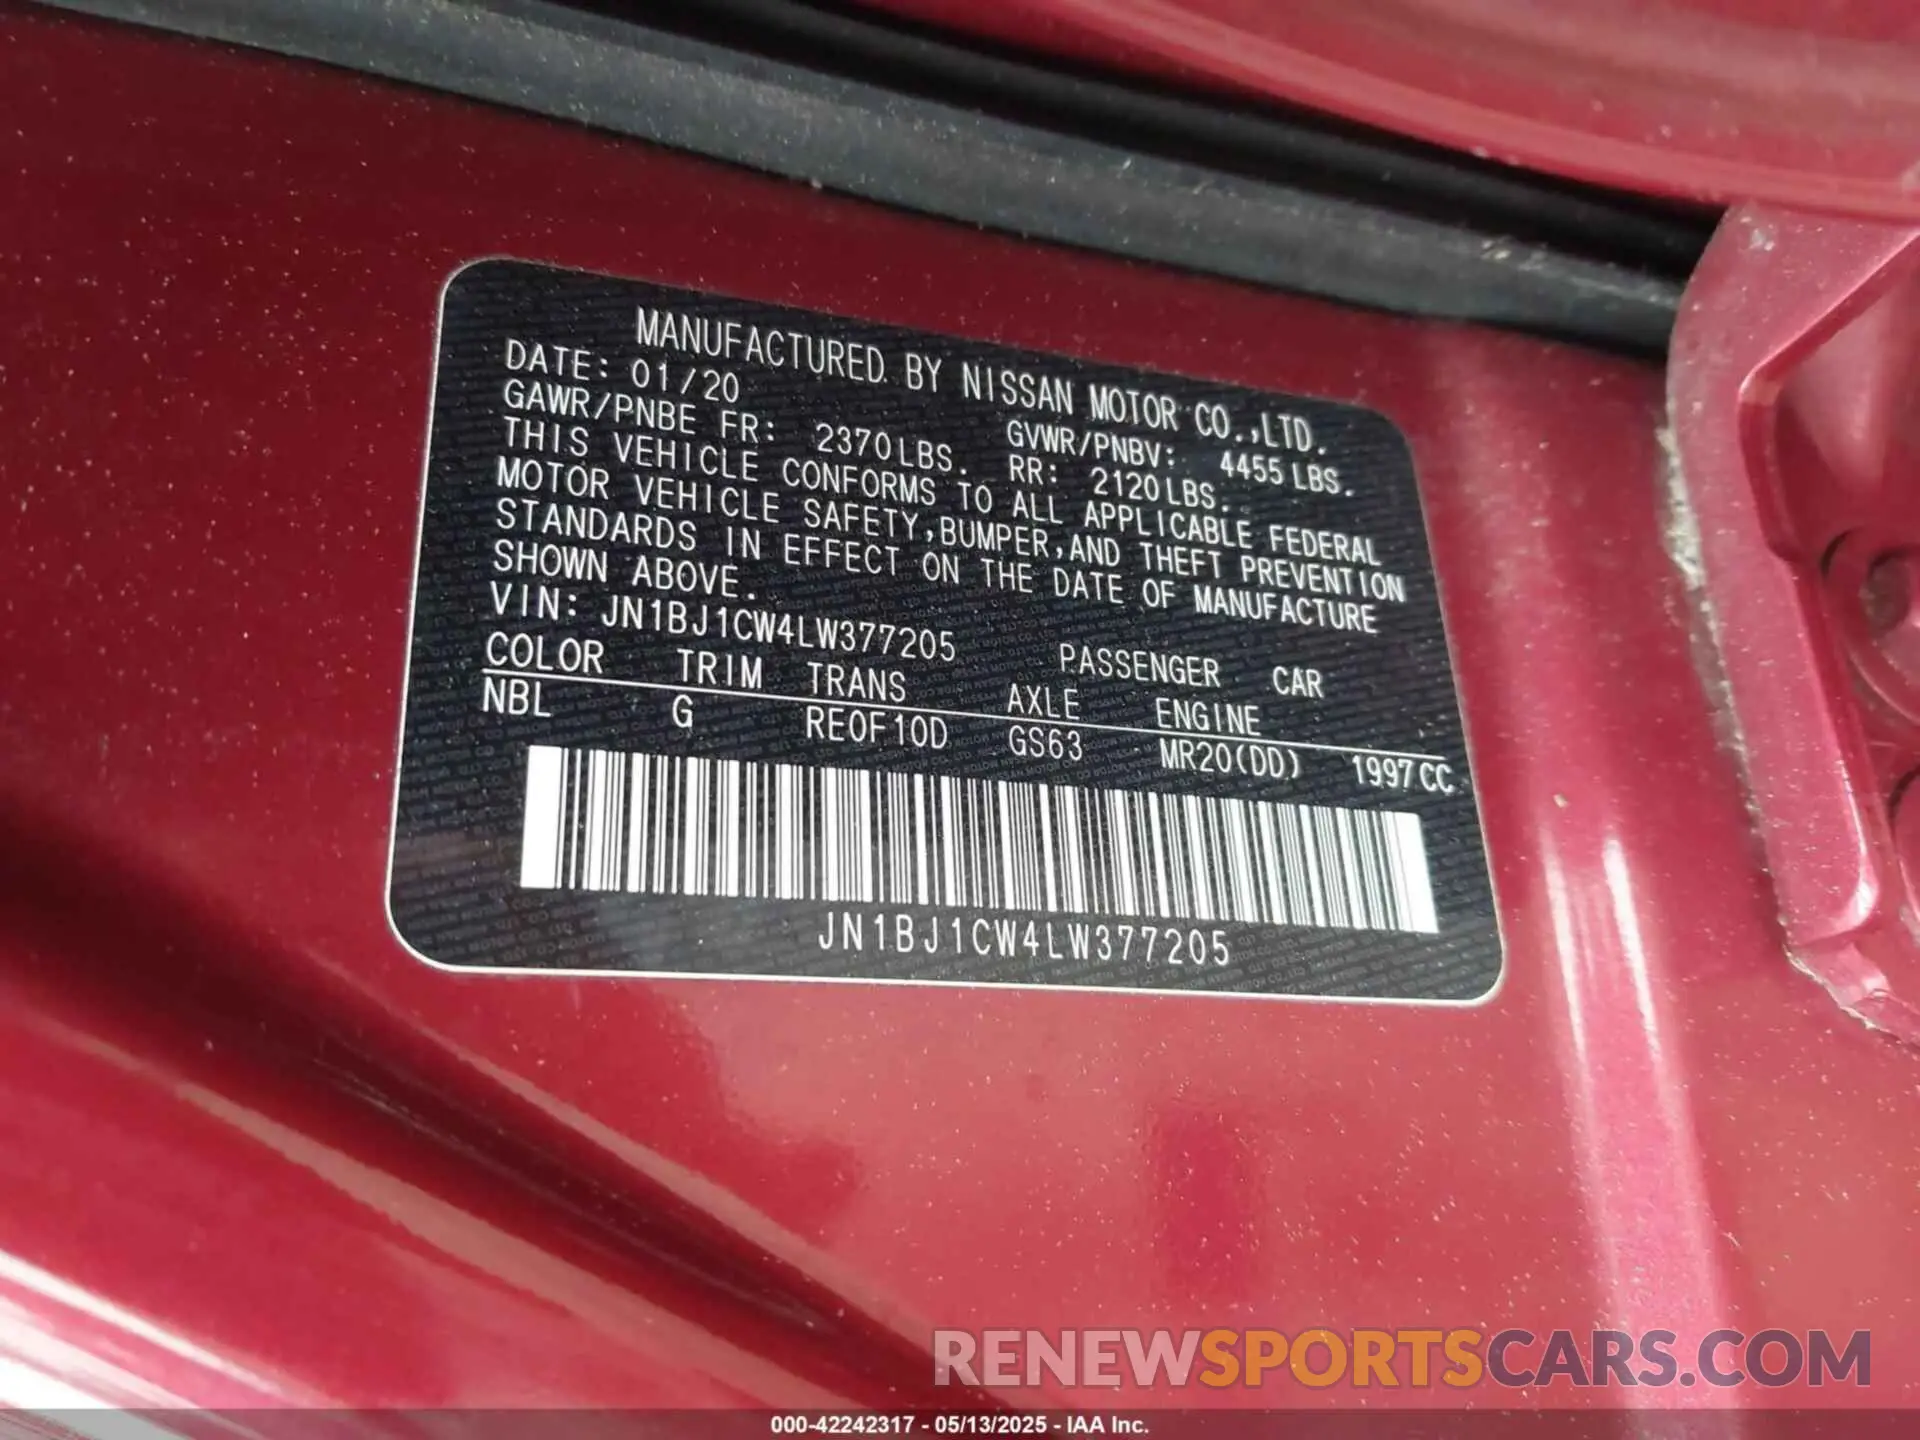 MANUFACTURED BY NISSAN MOTOR CO.,LTD.
DATE: 01/20 GVWR/PNBV: 4455 LBS.
GAWR/PNBE FR: 2370LBS. RR: 2120LBS.
THIS VEHICLE CONFORMS TO ALL APPLICABLE FEDERAL
MOTOR VEHICLE SAFETY,BUMPER,AND THEFT PREVENTION
STANDARDS IN EFFECT ON THE DATE OF MANUFACTURE
SHOWN ABOVE.
VIN: JN1BJ1CW4LW377205 PASSENGER CAR
COLOR TRIM TRANS AXLE ENGINE
NBL G RE0F10D GS63 MR20(DD) 1997CC
JN1BJ1CW4LW377205
RENEWSPORTSCARS.COM
000-42242317 - 05/13/2025 - IAA Inc.